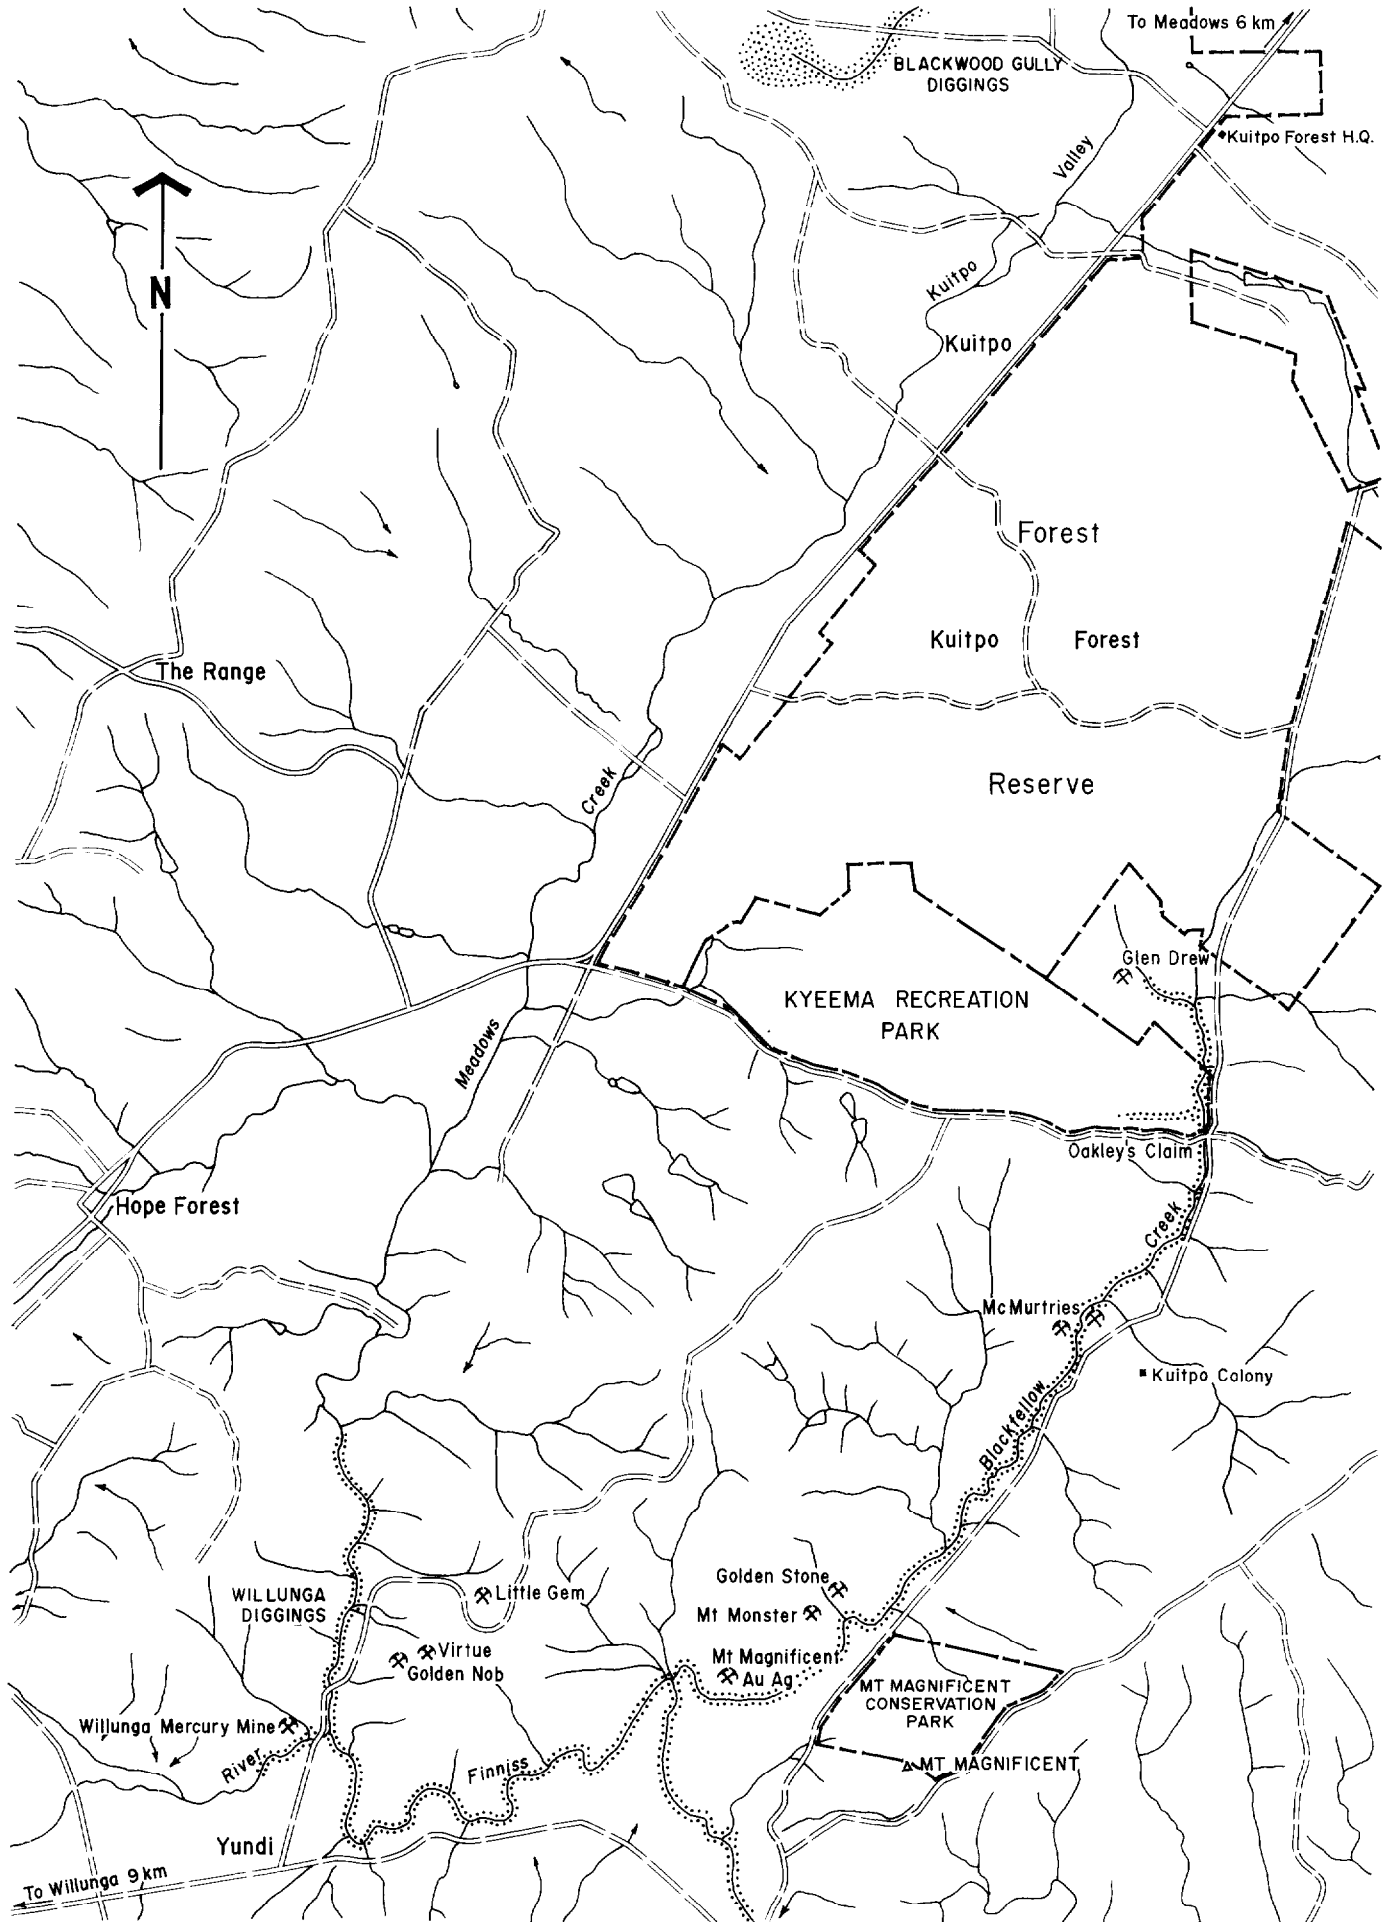 To Meadows 6 km
BLACKWOOD GULLY
DIGGINGS
Kuitpo Forest H.Q.
Valley
Kuitpo
N
Kuitpo
Forest
Kuitpo Forest
The Range
Reserve
Creek
Glen Drew
KYEEMA RECREATION
PARK
Meadows
Oakley's Claim
Hope Forest
Creek
McMurtries
Kuitpo Colony
Blackfellow
Golden Stone
Little Gem
WILLUNGA
DIGGINGS
Mt Monster
Virtue
Golden Nob
Mt Magnificent
Au Ag
MT MAGNIFICENT
CONSERVATION
PARK
Willunga Mercury Mine
River
Finniss
MT MAGNIFICENT
Yundi
To Willunga 9 km